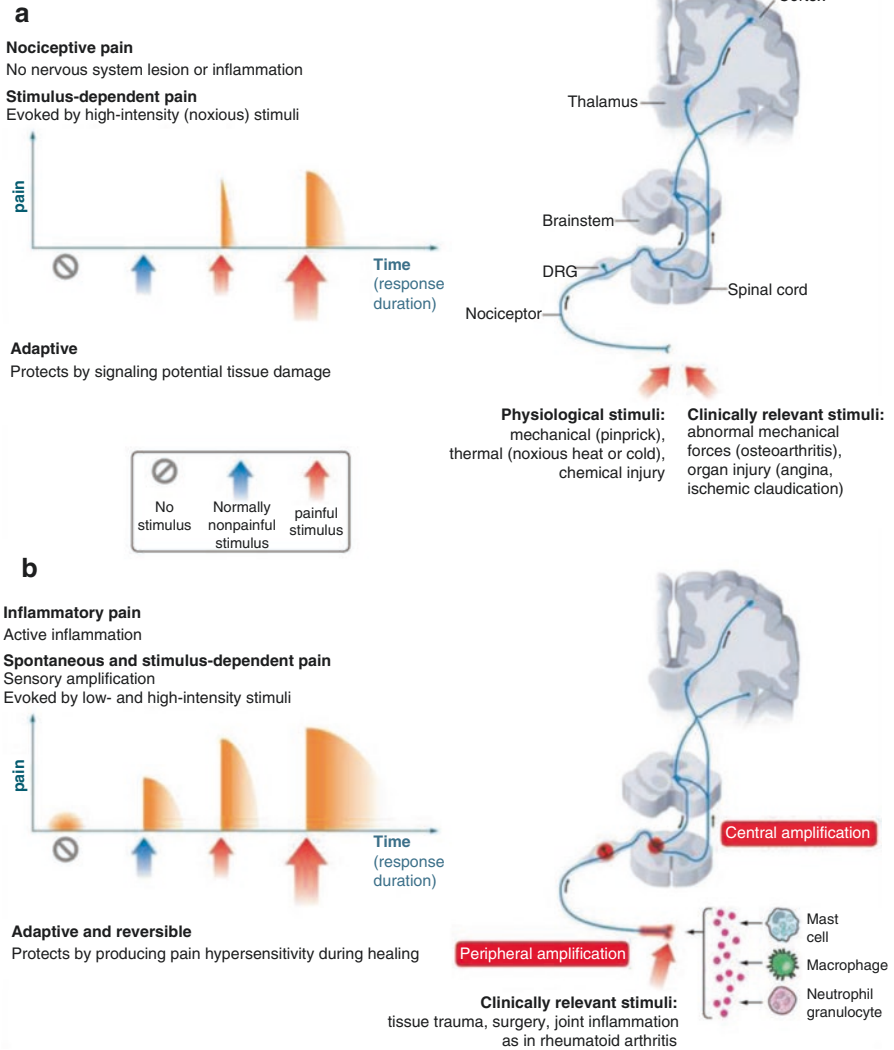 a
Nociceptive pain
No nervous system lesion or inflammation
Stimulus-dependent pain
Evoked by high-intensity (noxious) stimuli
pain
Time
(response
duration)
Adaptive
Protects by signaling potential tissue damage
Thalamus
Brainstem
DRG
Spinal cord
Nociceptor
Physiological stimuli:
mechanical (pinprick),
thermal (noxious heat or cold),
chemical injury
Clinically relevant stimuli:
abnormal mechanical
forces (osteoarthritis),
organ injury (angina,
ischemic claudication)
No
stimulus
Normally
nonpainful
stimulus
painful
stimulus
b
Inflammatory pain
Active inflammation
Spontaneous and stimulus-dependent pain
Sensory amplification
Evoked by low- and high-intensity stimuli
pain
Time
(response
duration)
Adaptive and reversible
Protects by producing pain hypersensitivity during healing
Central amplification
Peripheral amplification
Mast
cell
Macrophage
Neutrophil
granulocyte
Clinically relevant stimuli:
tissue trauma, surgery, joint inflammation
as in rheumatoid arthritis